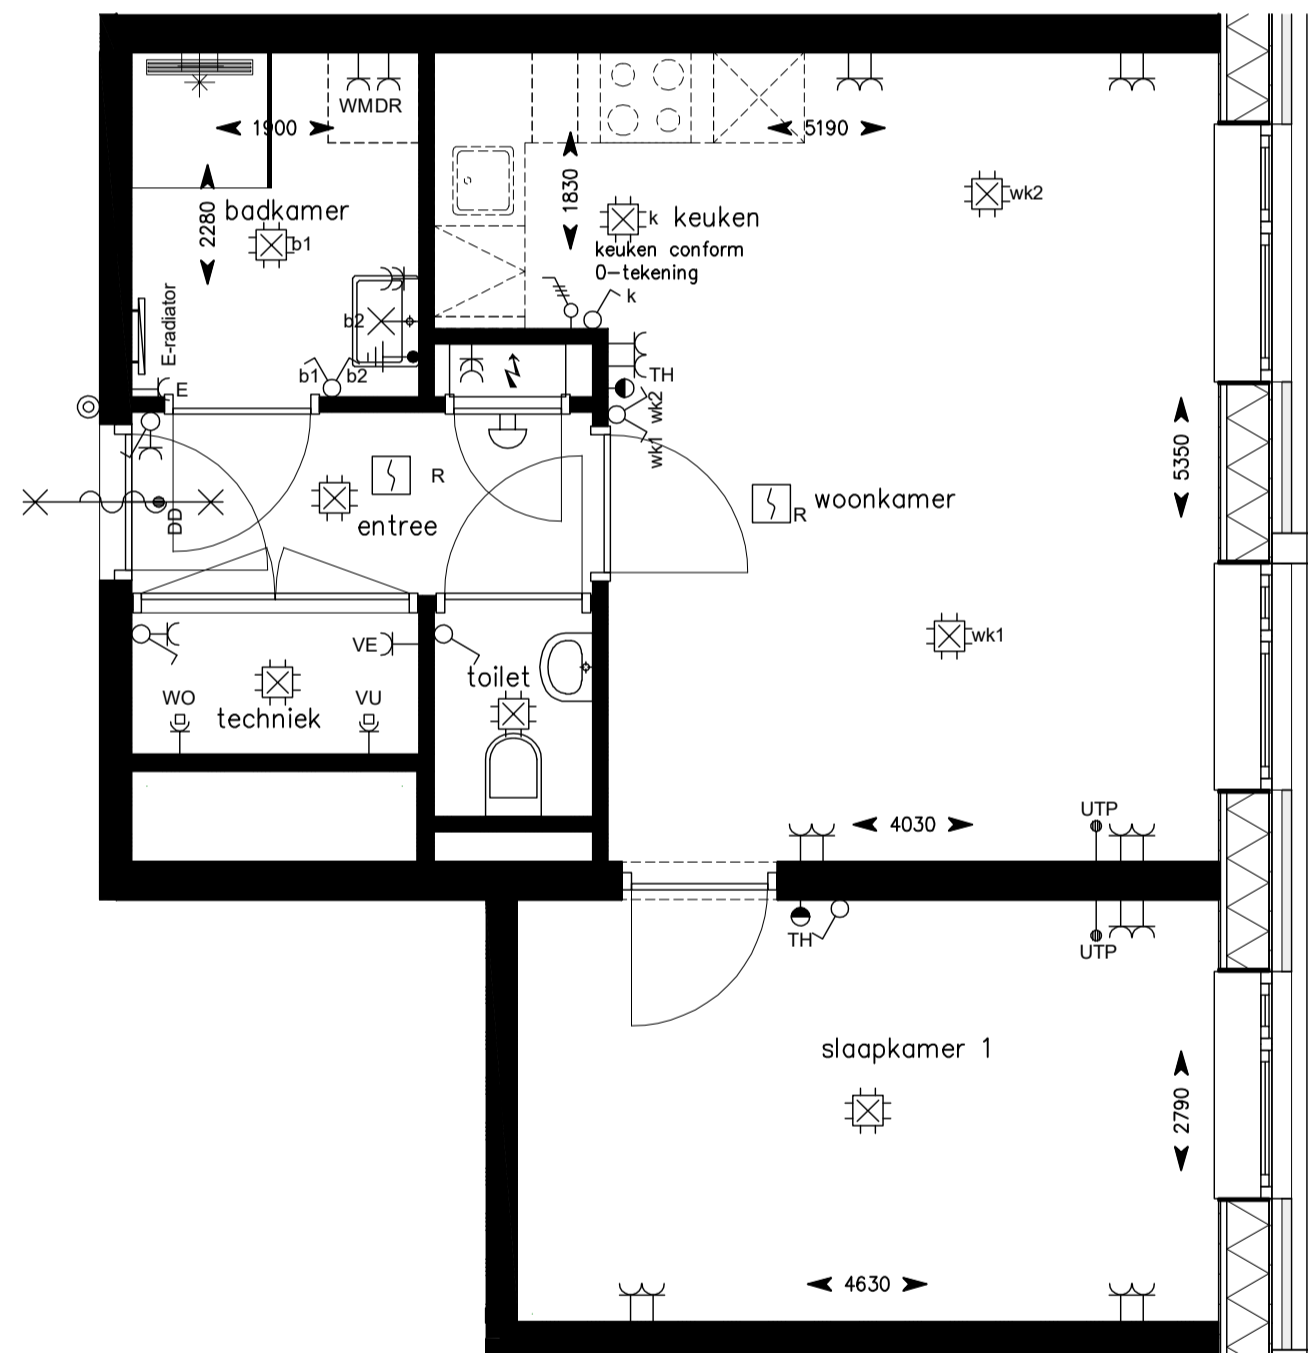 WMDR
1900
5190
2280
badkamer
b1
1830
k
keuken
keuken conform
0-tekening
k
wk2
E-radiator
b2
b1
b2
E
TH
wk2
wk1
R
entree
DD
R
woonkamer
5350
VE
WO
techniek
VU
toilet
wk1
4030
UTP
TH
UTP
slaapkamer 1
2790
4630